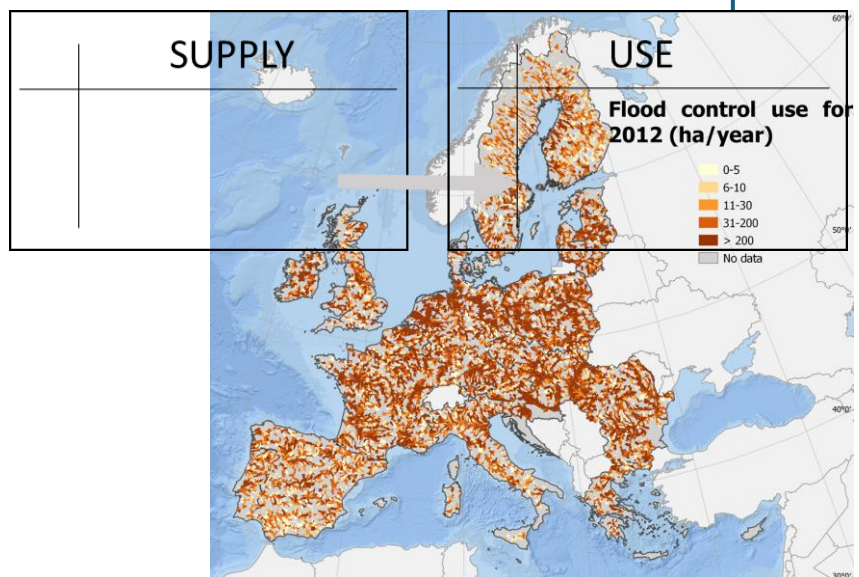 SUPPLY
USE
Flood control use for
2012 (ha/year)
0-5
6-10
11-30
31-200
> 200
No data
60°0'
50°0'
40°0'
30°0'